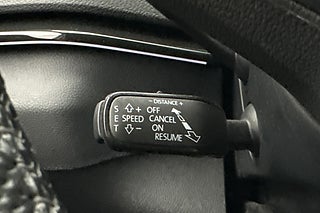 - DISTANCE +
S + OFF
E SPEED CANCEL
T - ON
RESUME